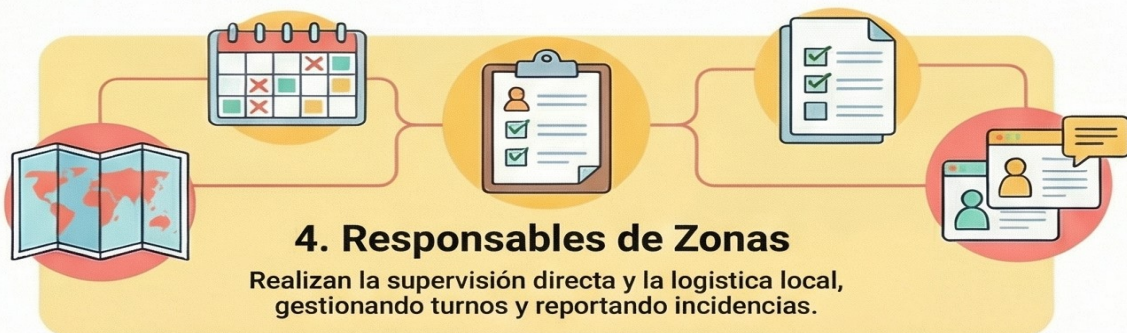 4. Responsables de Zonas
Realizan la supervisión directa y la logistica local,
gestionando turnos y reportando incidencias.